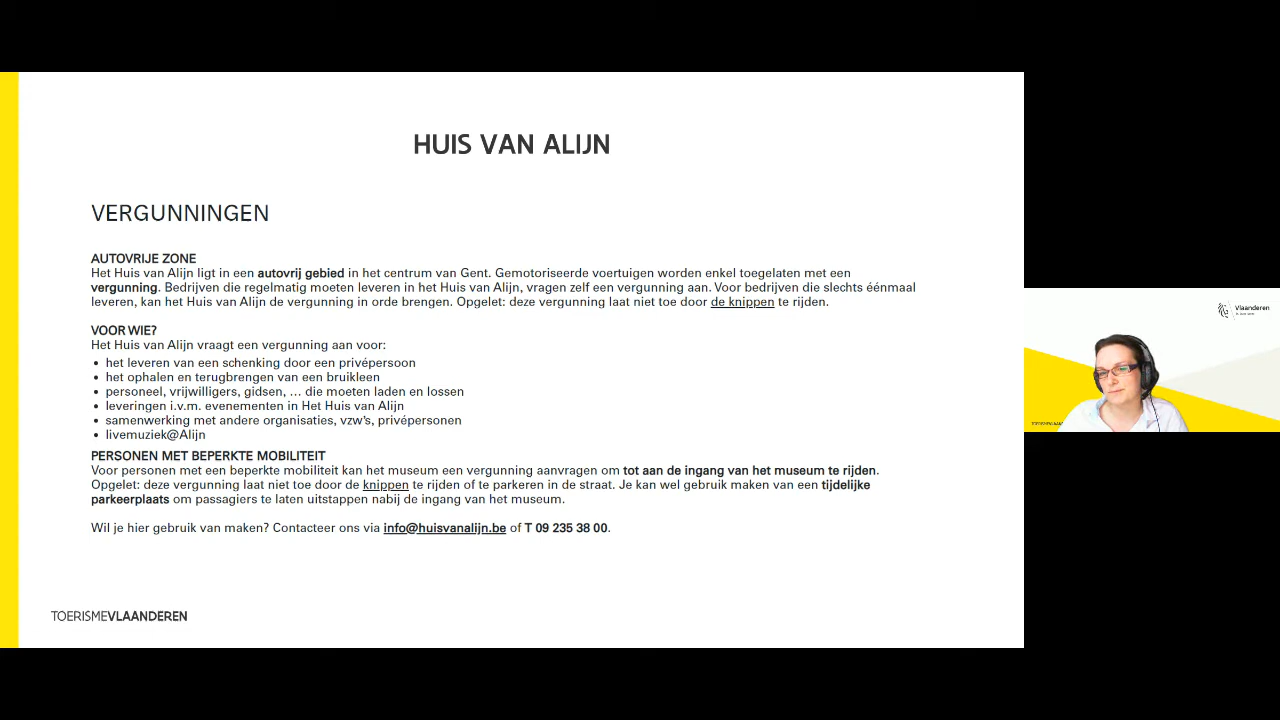 HUIS VAN ALIJN
VERGUNNINGEN
AUTOVRIJE ZONE
Het Huis van Alijn ligt in een autovrij gebied in het centrum van Gent. Gemotoriseerde voertuigen worden enkel toegelaten met een
vergunning. Bedrijven die regelmatig moeten leveren in het Huis van Alijn, vragen zelf een vergunning aan. Voor bedrijven die slechts éénmaal
leveren, kan het Huis van Alijn de vergunning in orde brengen. Opgelet: deze vergunning laat niet toe door de knippen te rijden.
VOOR WIE?
Het Huis van Alijn vraagt een vergunning aan voor:
• het leveren van een schenking door een privépersoon
• het ophalen en terugbrengen van een bruikleen
• personeel, vrijwilligers, gidsen, … die moeten laden en lossen
• leveringen i.v.m. evenementen in Het Huis van Alijn
• samenwerking met andere organisaties, vzw's, privépersonen
• livemuziek@Alijn
PERSONEN MET BEPERKTE MOBILITEIT
Voor personen met een beperkte mobiliteit kan het museum een vergunning aanvragen om tot aan de ingang van het museum te rijden.
Opgelet: deze vergunning laat niet toe door de knippen te rijden of te parkeren in de straat. Je kan wel gebruik maken van een tijdelijke
parkeerplaats om passagiers te laten uitstappen nabij de ingang van het museum.
Wil je hier gebruik van maken? Contacteer ons via info@huisvanalijn.be of T 09 235 38 00.
TOERISMEVLAANDEREN
Vlaanderen